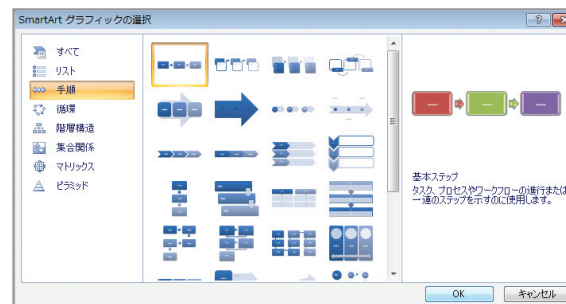 SmartArt グラフィックの選択
すべて
リスト
手順
循環
階層構造
集合関係
マトリックス
ピラミッド
基本ステップ
タスク、プロセスやワークフローの進行または
一連のステップを示すのに使用します。
OK
キャンセル